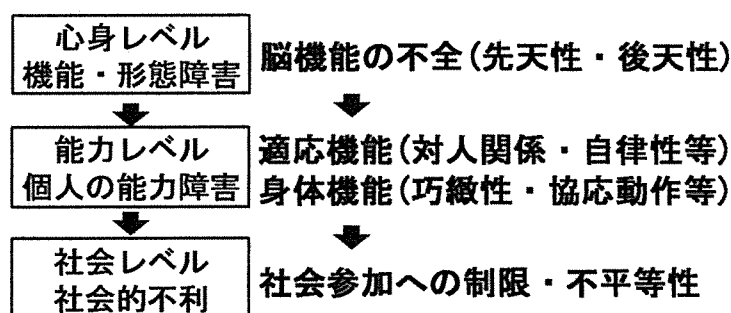 心身レベル
機能・形態障害
脳機能の不全(先天性・後天性)
能力レベル
個人の能力障害
適応機能(対人関係・自律性等)
身体機能(巧緻性・協応動作等)
社会レベル
社会的不利
社会参加への制限・不平等性